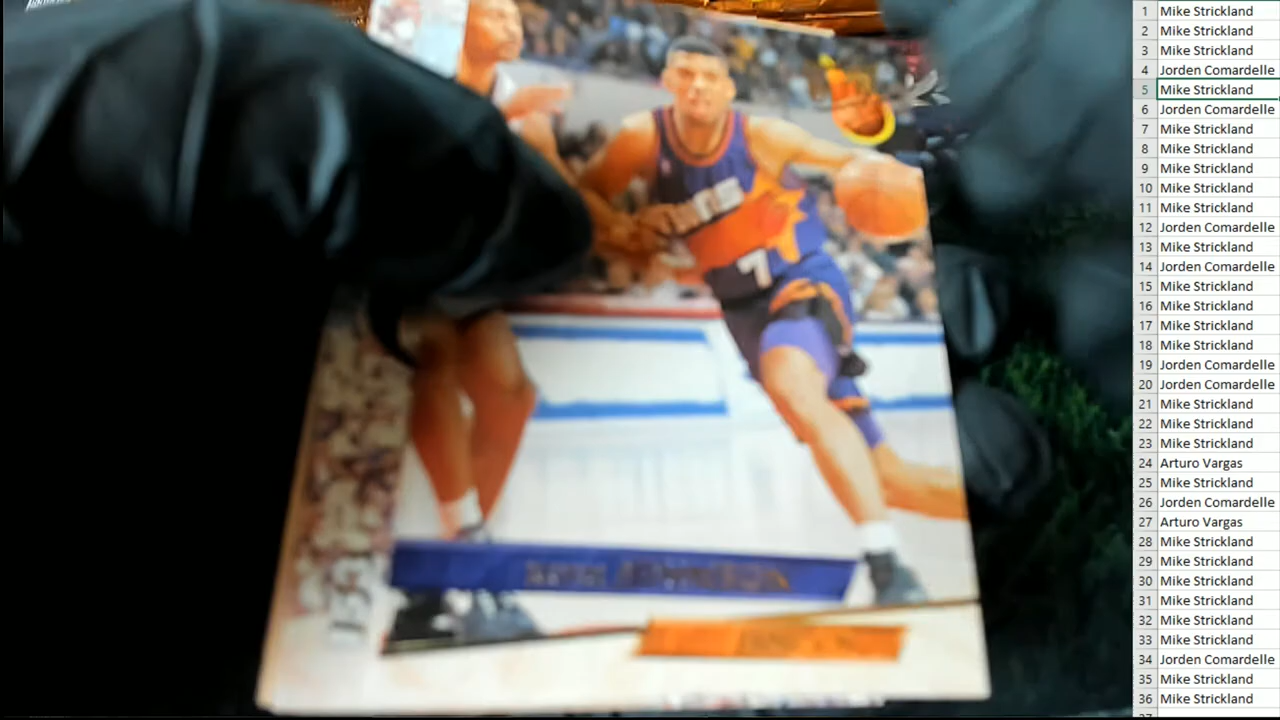 7
1 Mike Strickland
2 Mike Strickland
3 Mike Strickland
4 Jorden Comardelle
5 Mike Strickland
6 Jorden Comardelle
7 Mike Strickland
8 Mike Strickland
9 Mike Strickland
10 Mike Strickland
11 Mike Strickland
12 Jorden Comardelle
13 Mike Strickland
14 Jorden Comardelle
15 Mike Strickland
16 Mike Strickland
17 Mike Strickland
18 Mike Strickland
19 Jorden Comardelle
20 Jorden Comardelle
21 Mike Strickland
22 Mike Strickland
23 Mike Strickland
24 Arturo Vargas
25 Mike Strickland
26 Jorden Comardelle
27 Arturo Vargas
28 Mike Strickland
29 Mike Strickland
30 Mike Strickland
31 Mike Strickland
32 Mike Strickland
33 Mike Strickland
34 Jorden Comardelle
35 Mike Strickland
36 Mike Strickland